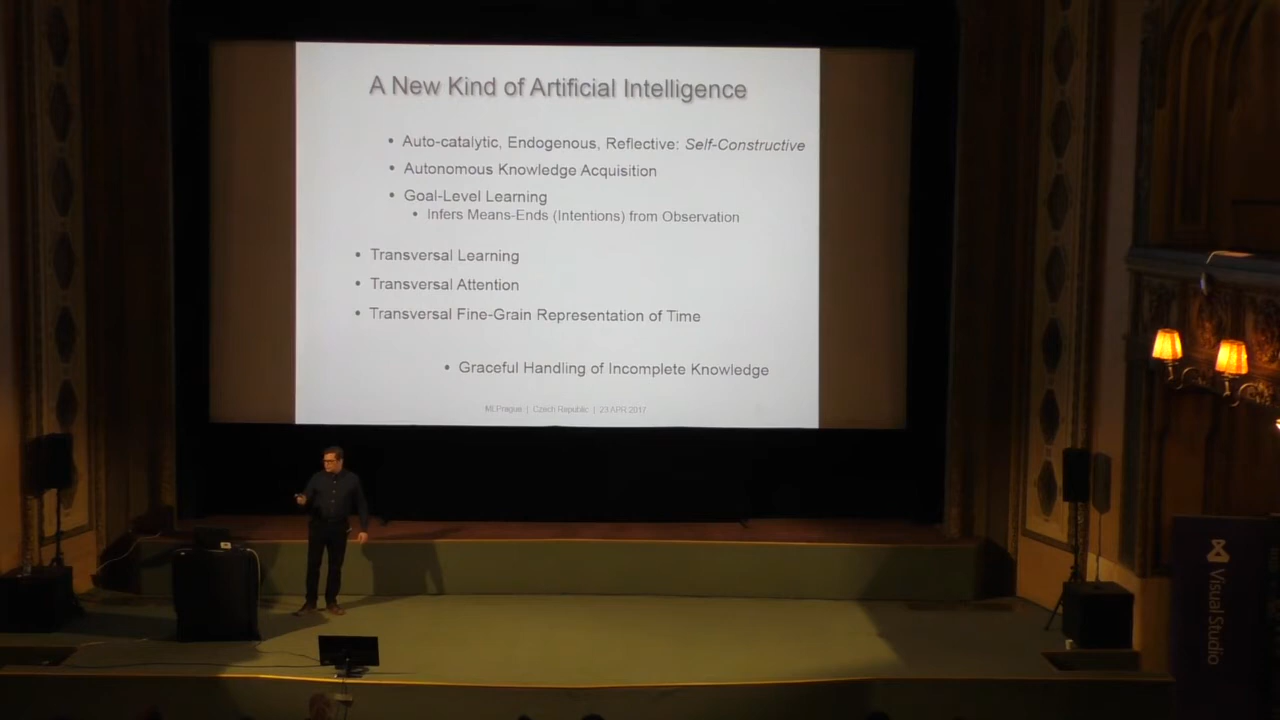 A New Kind of Artificial Intelligence
• Auto-catalytic, Endogenous, Reflective: Self-Constructive
• Autonomous Knowledge Acquisition
• Goal-Level Learning
• Infers Means-Ends (Intentions) from Observation
• Transversal Learning
• Transversal Attention
• Transversal Fine-Grain Representation of Time
• Graceful Handling of Incomplete Knowledge
MLPrague | Czech Republic | 23 APR 2017
Visual Studio